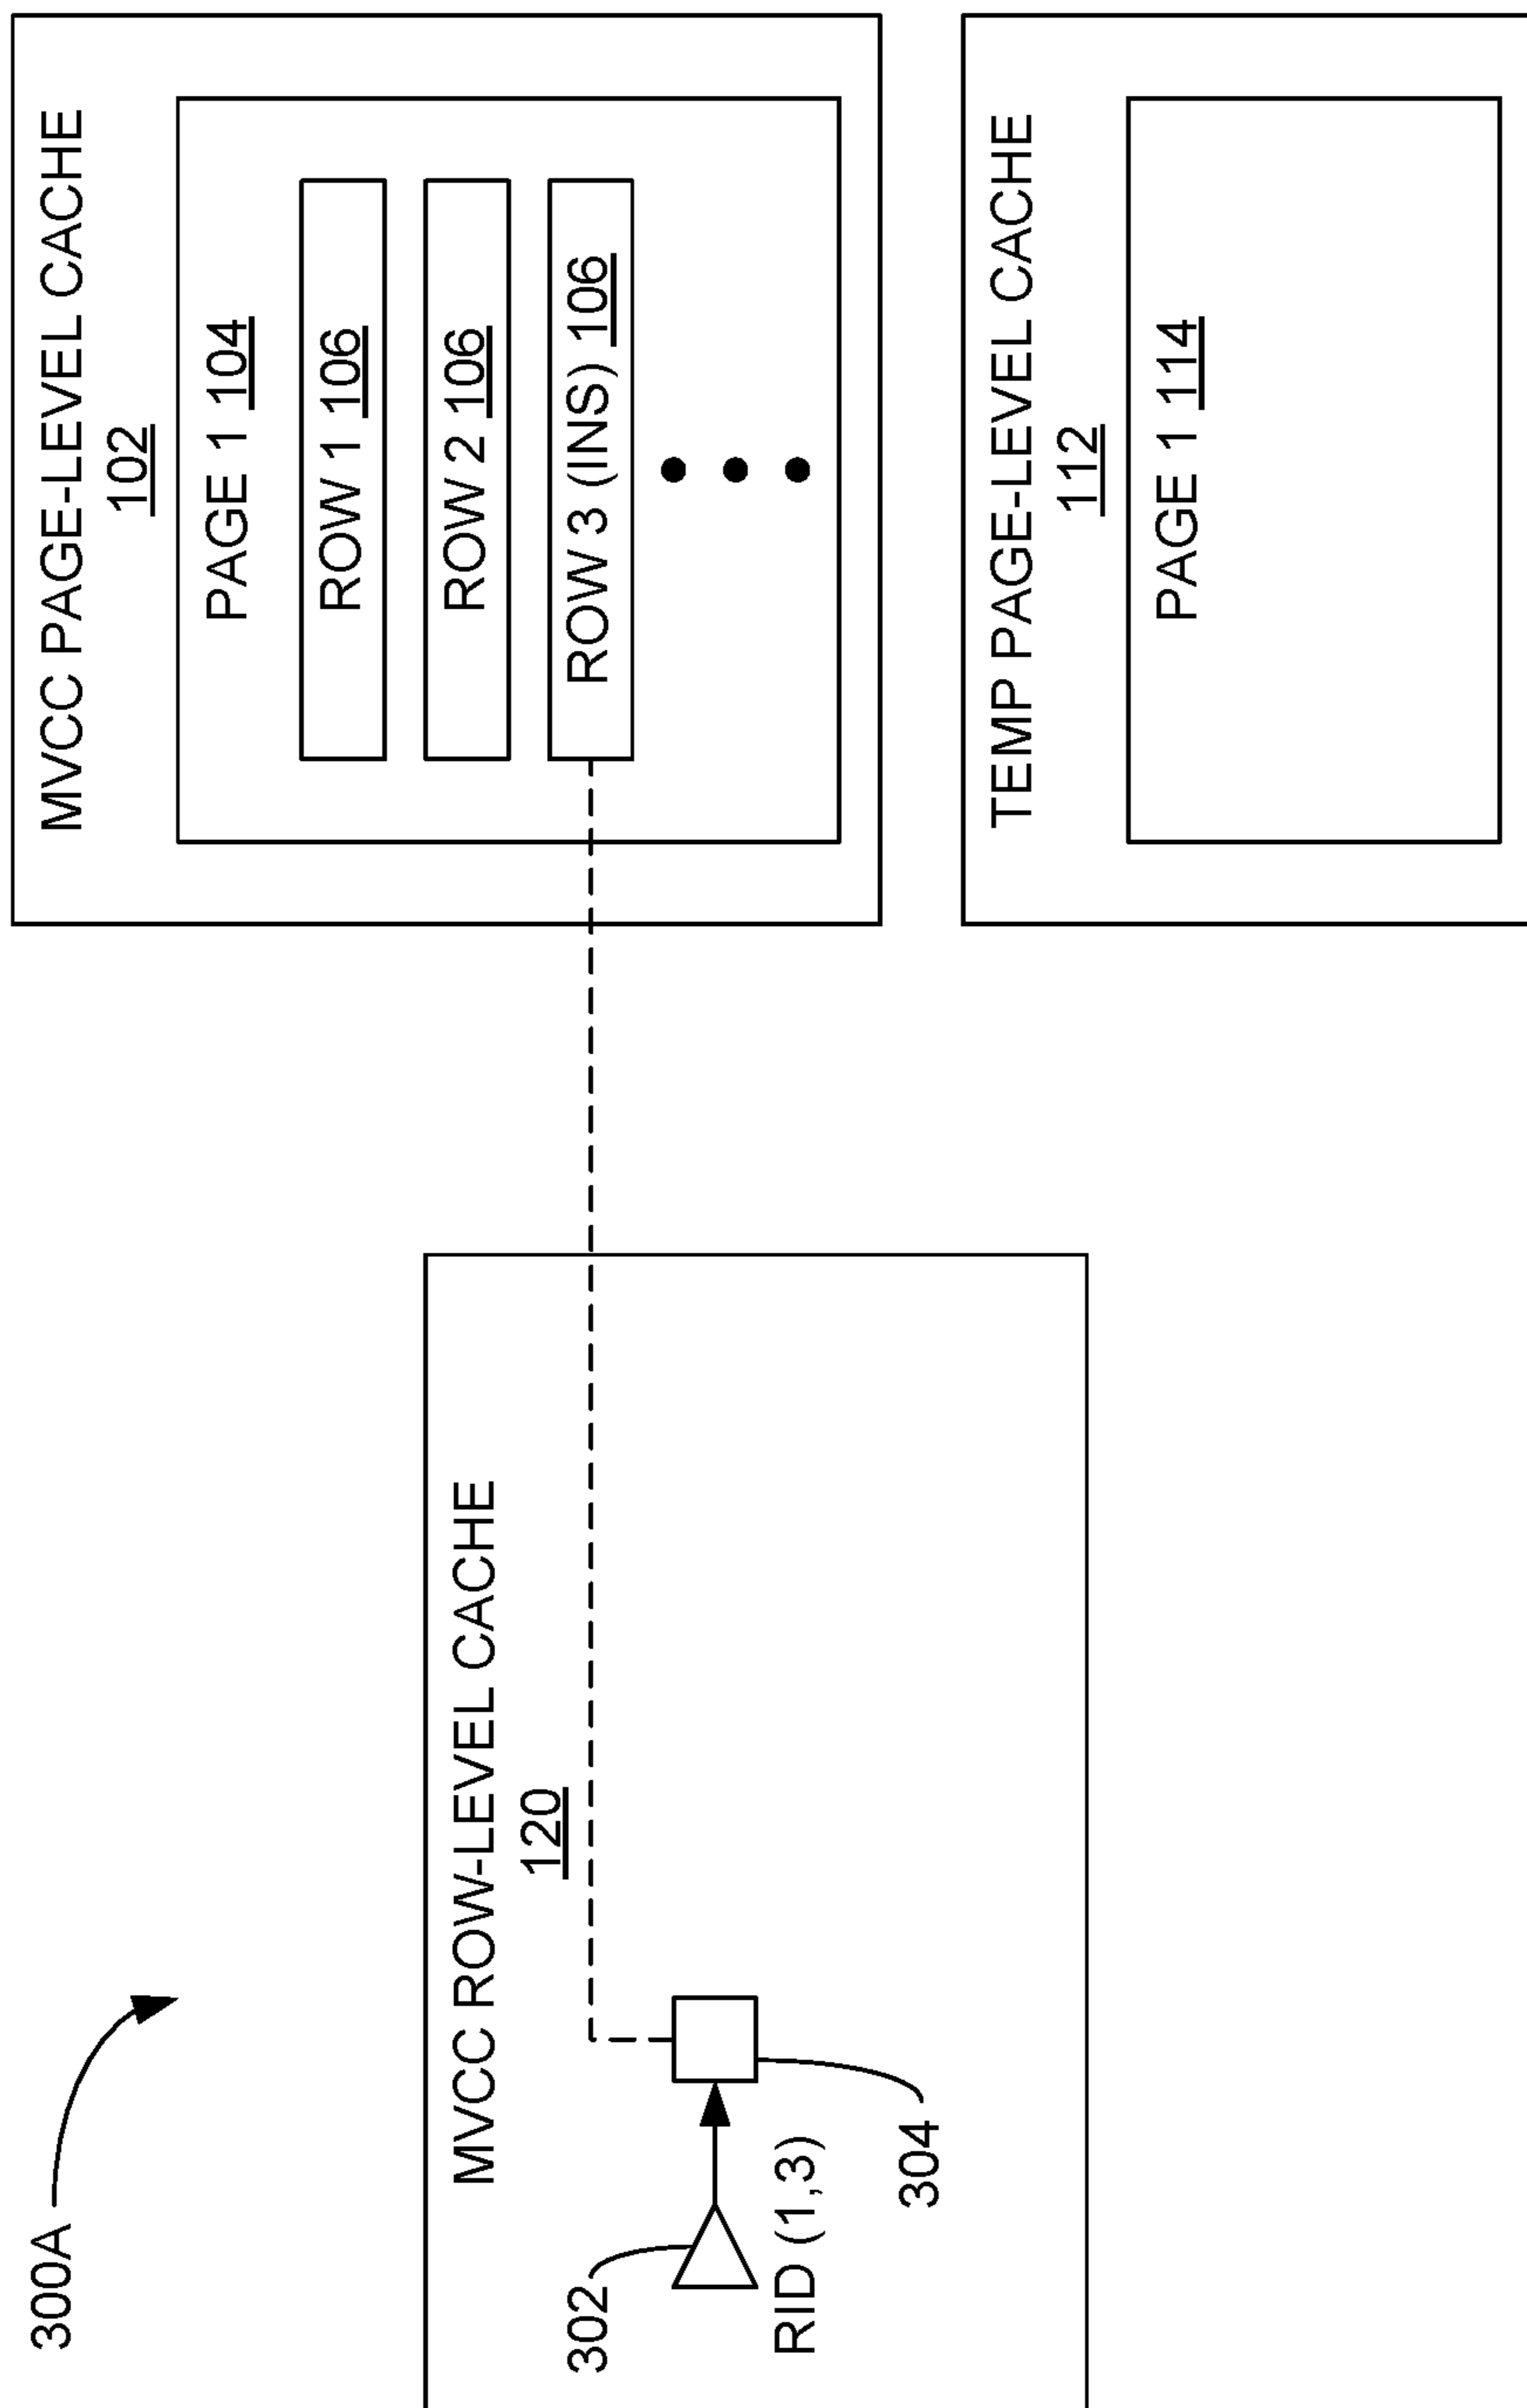 300A
MVCC ROW-LEVEL CACHE
120
302
RID (1,3)
304
MVCC PAGE-LEVEL CACHE
102
PAGE 1 104
ROW 1 106
ROW 2 106
ROW 3 (INS) 106
TEMP PAGE-LEVEL CACHE
112
PAGE 1 114